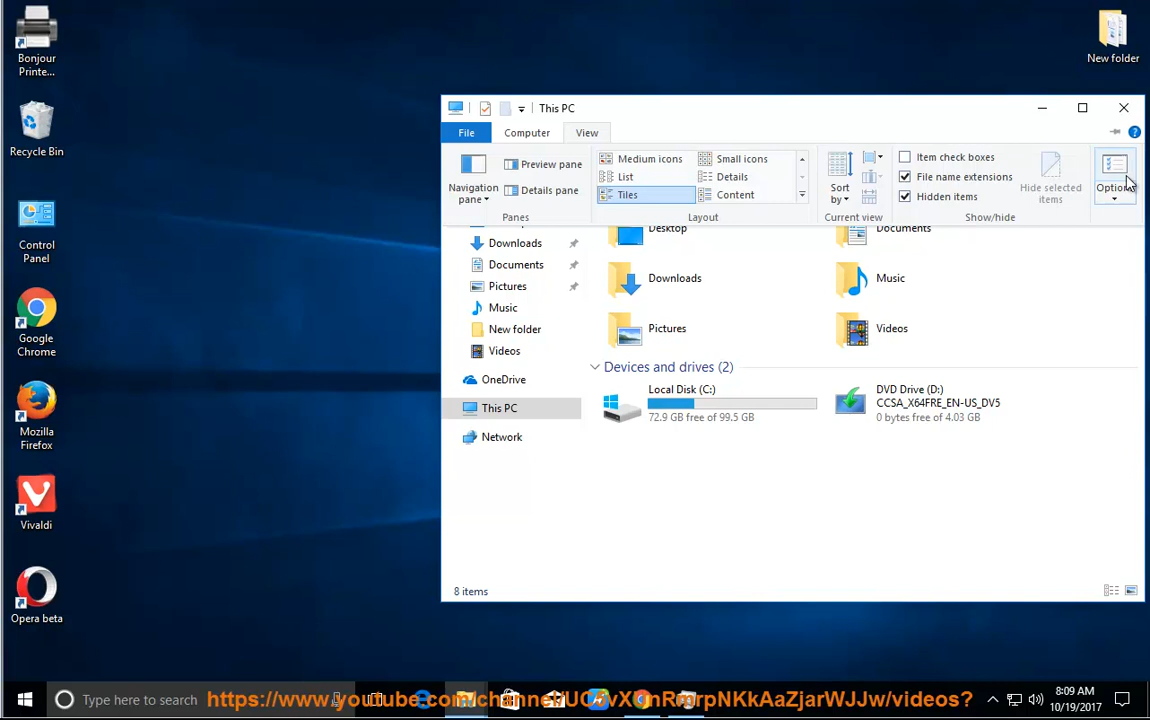 Bonjour
Printe...
Recycle Bin
Control
Panel
Google
Chrome
Mozilla
Firefox
Vivaldi
Opera beta
New folder
This PC
File
Computer
View
Navigation
pane
Preview pane
Details pane
Panes
Medium icons
Small icons
List
Details
Tiles
Content
Layout
Sort
by
Current view
Item check boxes
File name extensions
Hidden items
Hide selected
items
Show/hide
Options
Downloads
Documents
Pictures
Music
New folder
Videos
OneDrive
This PC
Network
Desktop
Documents
Downloads
Music
Pictures
Videos
Devices and drives (2)
Local Disk (C:)
72.9 GB free of 99.5 GB
DVD Drive (D:)
CCSA_X64FRE_EN-US_DV5
0 bytes free of 4.03 GB
8 items
Type here to search
8:09 AM
10/19/2017